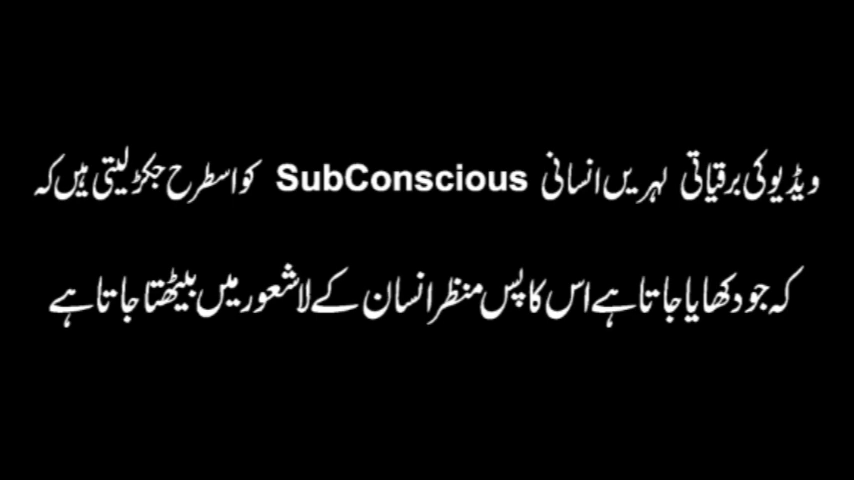 ویڈیو کی برقیاتی لہریں انسانی SubConscious کو اسطرح جکڑ لیتی ہیں کہ
کہ جو دکھایا جاتا ہے اس کا پس منظر انسان کے لاشعور میں بیٹھتا جاتا ہے